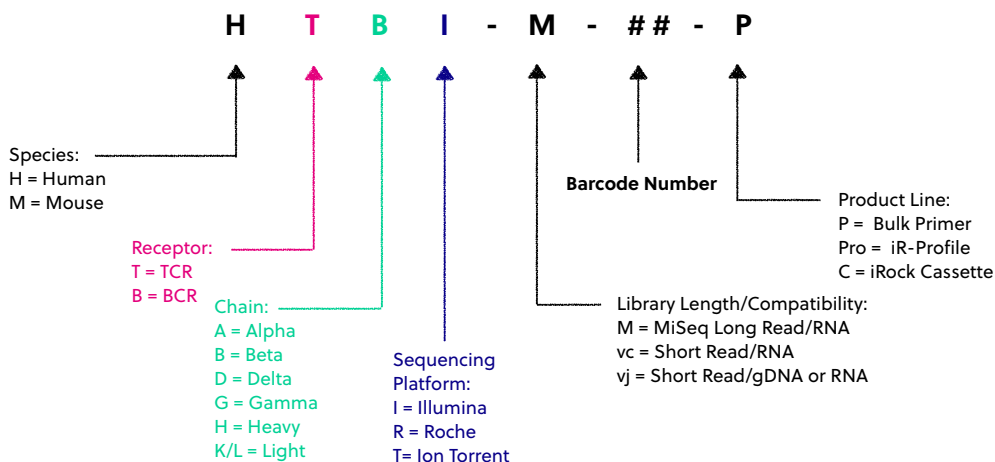 H T B I - M - ## - P
Species:
H = Human
M = Mouse
Receptor:
T = TCR
B = BCR
Chain:
A = Alpha
B = Beta
D = Delta
G = Gamma
H = Heavy
K/L = Light
Sequencing
Platform:
I = Illumina
R = Roche
T= Ion Torrent
Library Length/Compatibility:
M = MiSeq Long Read/RNA
vc = Short Read/RNA
vj = Short Read/gDNA or RNA
Barcode Number
Product Line:
P = Bulk Primer
Pro = iR-Profile
C = iRock Cassette